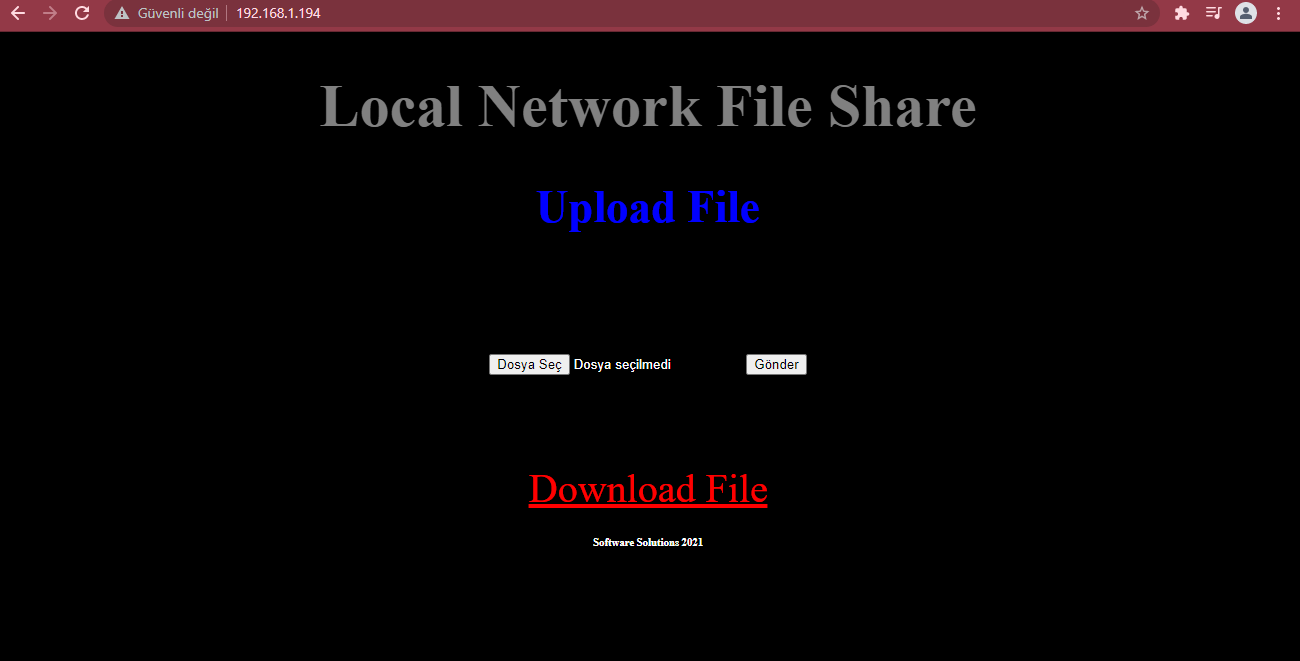 Güvenli değil 192.168.1.194
Local Network File Share
Upload File
Dosya Seç Dosya seçilmedi Gönder
Download File
Software Solutions 2021